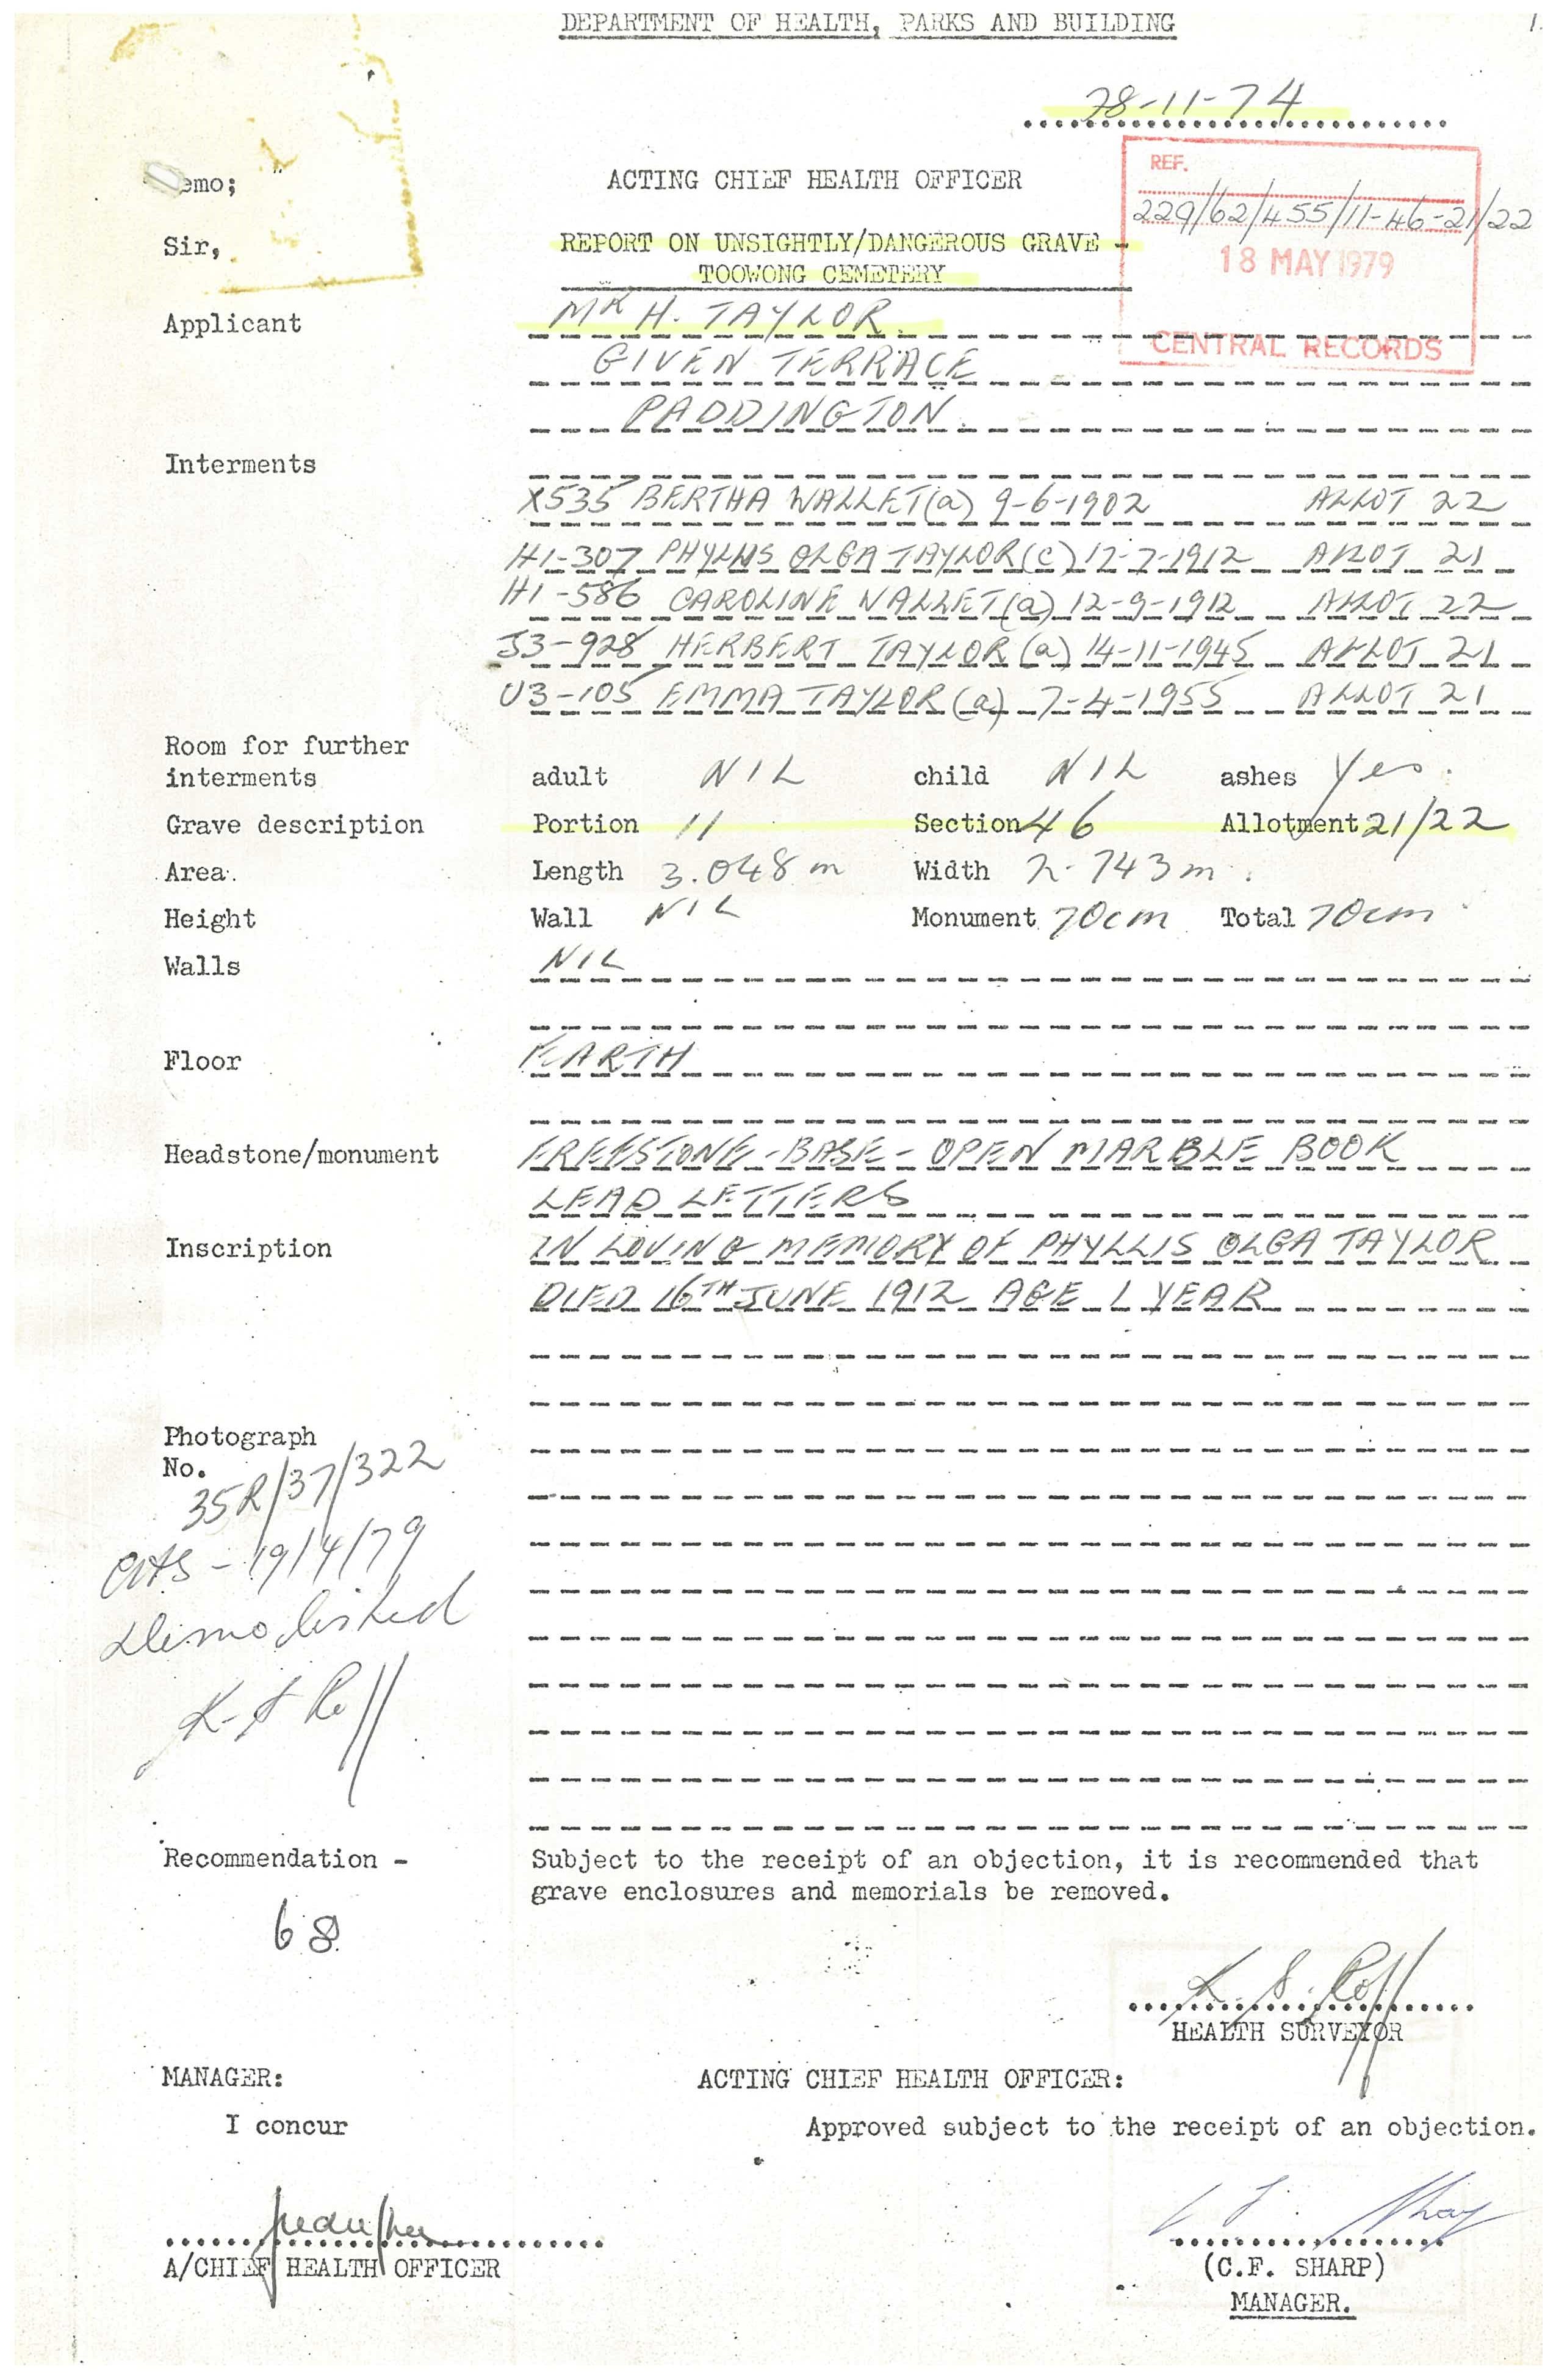 DEPARTMENT OF HEALTH, PARKS AND BUILDING
1.
28-11-74
emo;
ACTING CHIEF HEALTH OFFICER
REF.
229/62/455/11-46-21/22
18 MAY 1979
CENTRAL RECORDS
Sir,
REPORT ON UNSIGHTLY/DANGEROUS GRAVE -
TOOWONG CEMETERY
Applicant MR H. TAYLOR.
GIVEN TERRACE
PADDINGTON.
Interments
X535 BERTHA WALLET (a) 9-6-1902 ALLOT 22
H1-307 PHYLLIS OLGA TAYLOR (c) 17-7-1912 ALLOT 21
H1-586 CAROLINE WALLET (a) 12-9-1912 ALLOT 22
J3-928 HERBERT TAYLOR (a) 14-11-1945 ALLOT 21
U3-105 EMMA TAYLOR (a) 7-4-1955 ALLOT 21
Room for further
interments adult NIL child NIL ashes Yes.
Grave description Portion 11 Section 46 Allotment 21/22
Area. Length 3.048 m Width 2.743 m.
Height Wall NIL Monument 70cm Total 70cm
Walls NIL
Floor EARTH
Headstone/monument FREESTONE - BASE - OPEN MARBLE BOOK
LEAD LETTERS
Inscription IN LOVING MEMORY OF PHYLLIS OLGA TAYLOR
DIED 16TH JUNE 1912 AGE 1 YEAR
Photograph
No.
35R/37/322
19/4/79
Demolished
K. S Roff
Recommendation - Subject to the receipt of an objection, it is recommended that
grave enclosures and memorials be removed.
68
K. S. Roff
HEALTH SURVEYOR
MANAGER: ACTING CHIEF HEALTH OFFICER:
I concur Approved subject to the receipt of an objection.
A/CHIEF HEALTH OFFICER
(C.F. SHARP)
MANAGER.